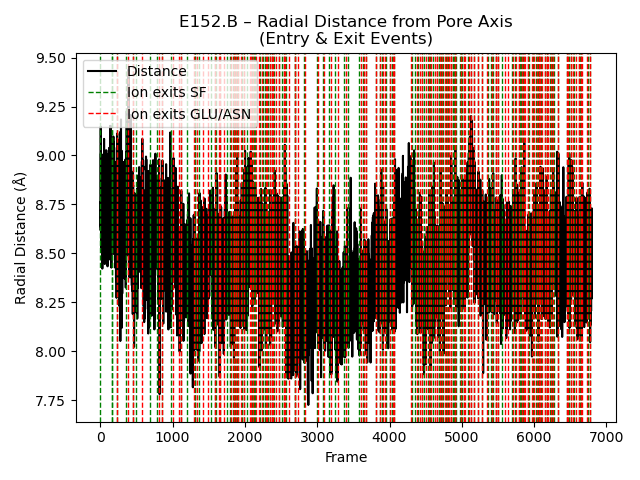 E152.B – Radial Distance from Pore Axis
(Entry & Exit Events)
Distance
Ion exits SF
Ion exits GLU/ASN
Radial Distance (Å)
9.50
9.25
9.00
8.75
8.50
8.25
8.00
7.75
0
1000
2000
3000
4000
5000
6000
7000
Frame